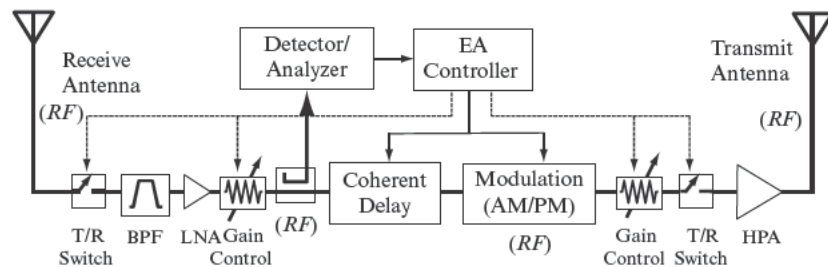 Detector/
Analyzer
EA
Controller
Receive
Antenna
(RF)
Transmit
Antenna
(RF)
Coherent
Delay
Modulation
(AM/PM)
(RF)
(RF)
T/R
Switch
BPF
LNA
Gain
Control
Gain
Control
T/R
Switch
HPA